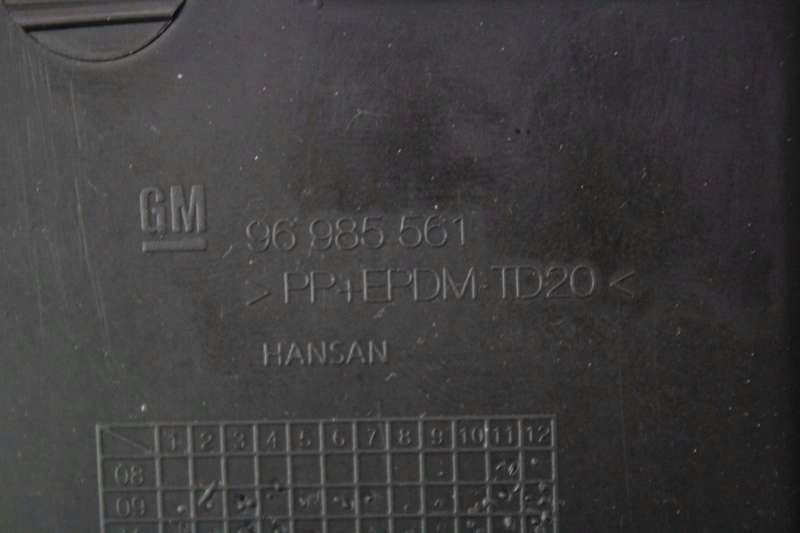 GM 96 985 561
>PP+EPDM-TD20<
HANSAN
1 2 3 4 5 6 7 8 9 10 11 12
08
09